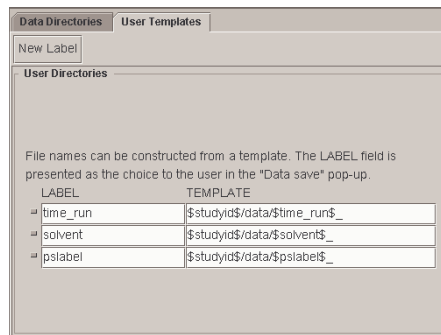 Data Directories User Templates
New Label
User Directories
File names can be constructed from a template. The LABEL field is
presented as the choice to the user in the "Data save" pop-up.
LABEL TEMPLATE
time_run $studyid$/data/$time_run$_
solvent $studyid$/data/$solvent$_
pslabel $studyid$/data/$pslabel$_